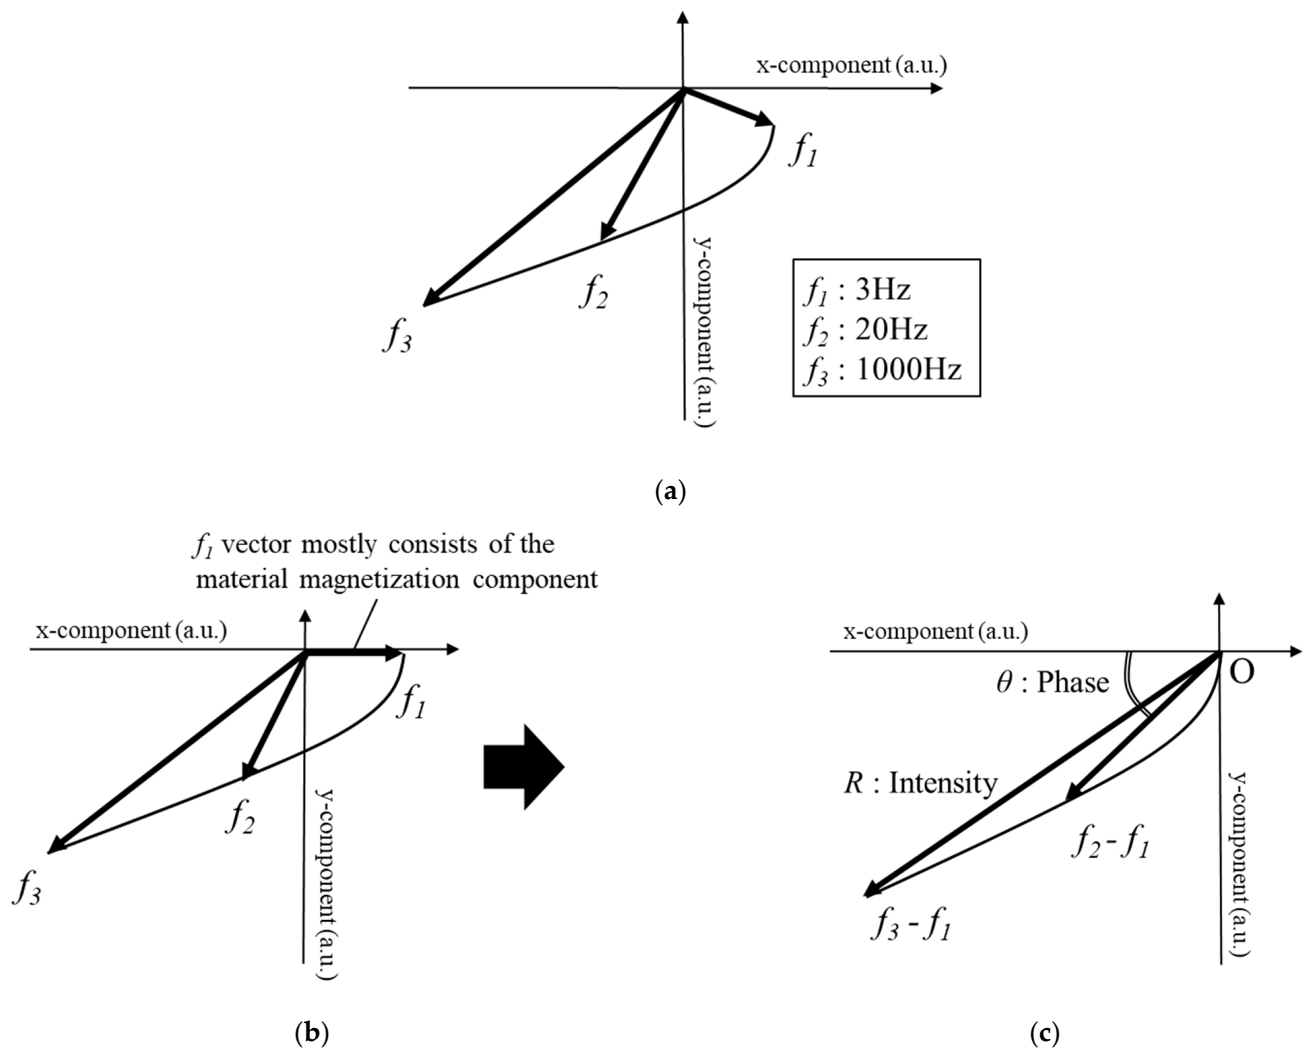 x-component (a.u.)
f1
y-component (a.u.)
f2
f3
f1 : 3Hz
f2 : 20Hz
f3 : 1000Hz
(a)
f1 vector mostly consists of the
material magnetization component
x-component (a.u.)
f1
f2
f3
y-component (a.u.)
(b)
x-component (a.u.)
O
θ : Phase
R : Intensity
y-component (a.u.)
f2 - f1
f3 - f1
(c)